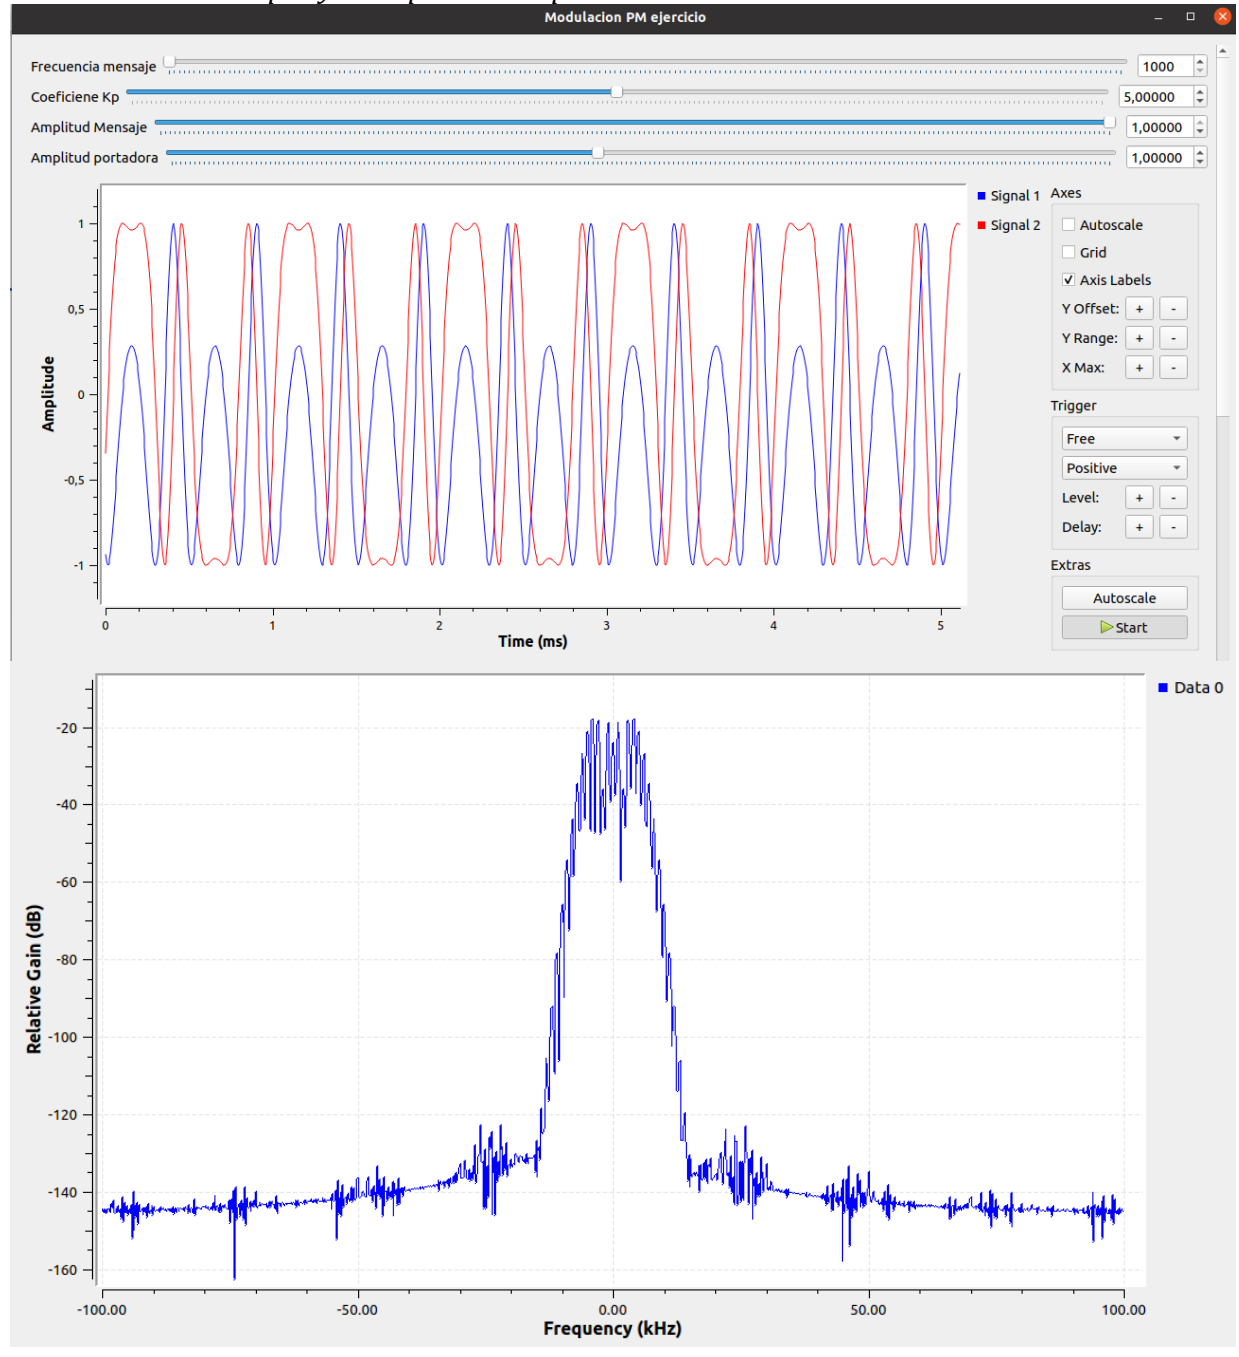 Modulacion PM ejercicio
Frecuencia mensaje 1000
Coeficiene Kp 5,00000
Amplitud Mensaje 1,00000
Amplitud portadora 1,00000
Signal 1
Signal 2
Amplitude
1
0,5
0
-0,5
-1
0 1 2 3 4 5
Time (ms)
Axes
Autoscale
Grid
Axis Labels
Y Offset: + -
Y Range: + -
X Max: + -
Trigger
Free
Positive
Level: + -
Delay: + -
Extras
Autoscale
Start
Data 0
Relative Gain (dB)
-20
-40
-60
-80
-100
-120
-140
-160
-100.00 -50.00 0.00 50.00 100.00
Frequency (kHz)